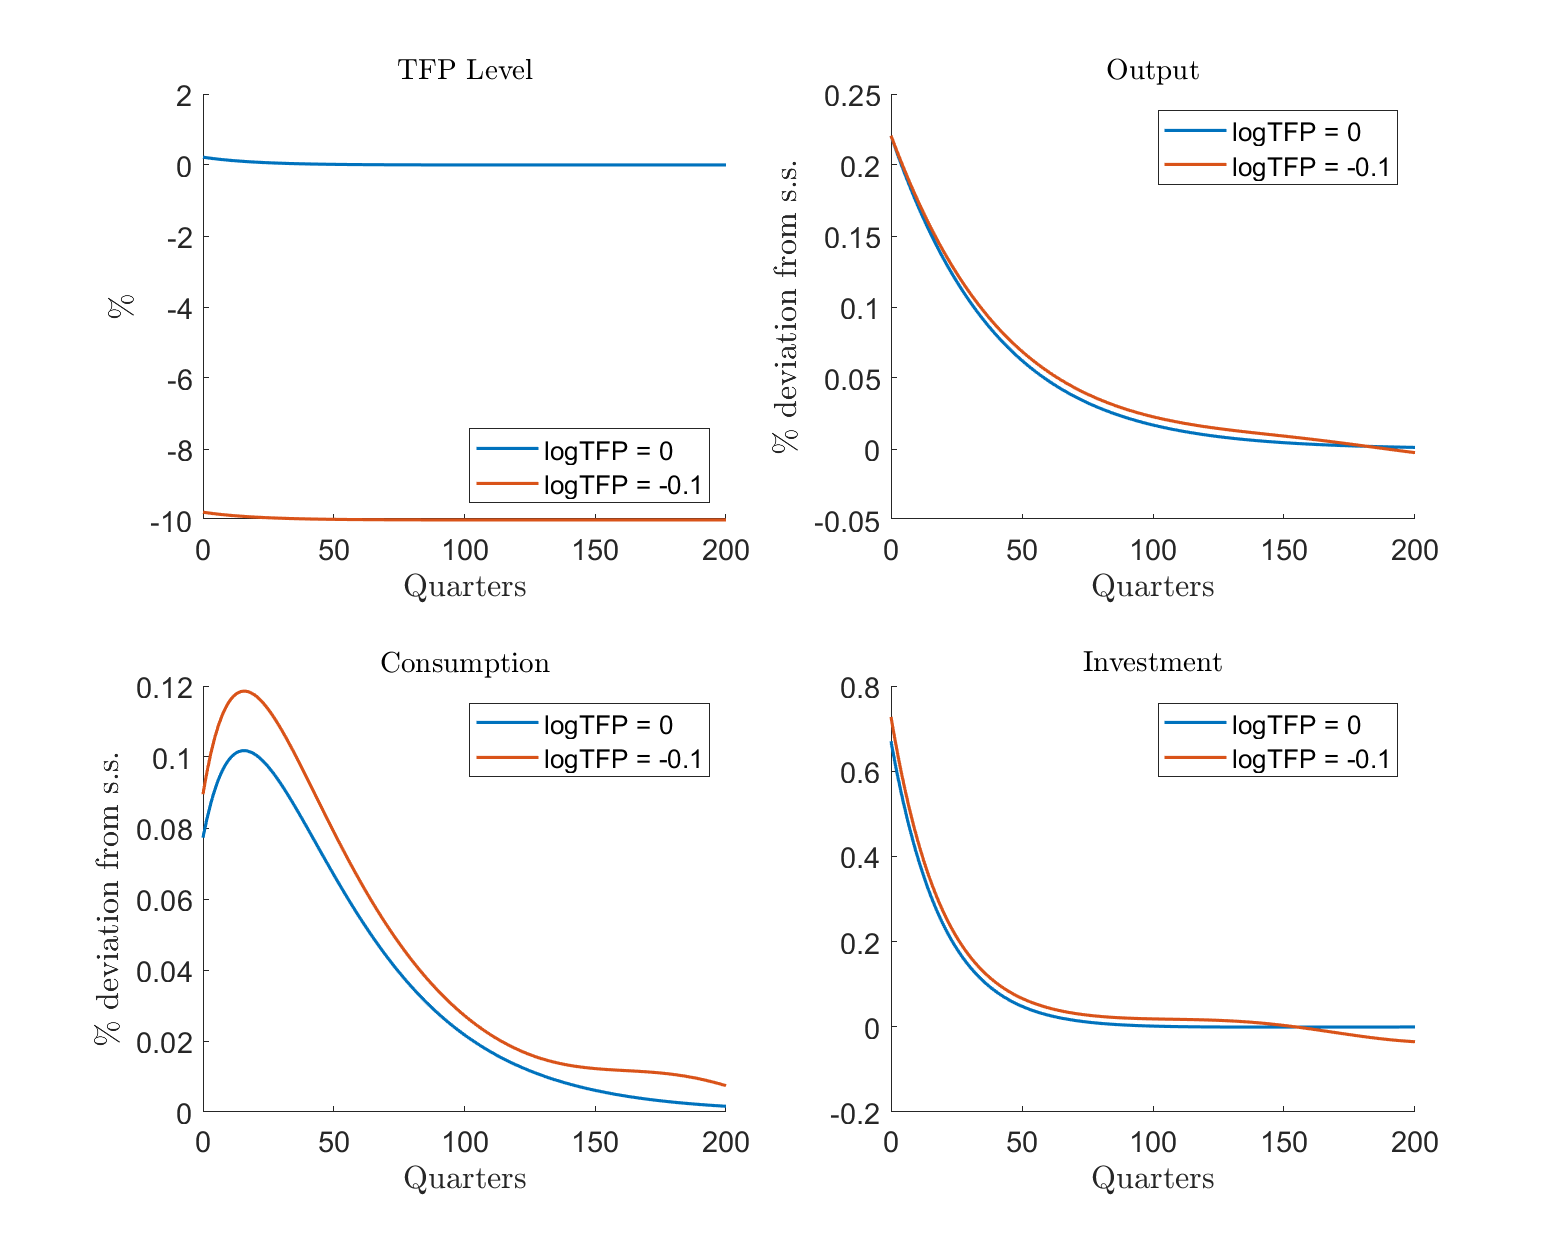 TFP Level
2
0
-2
-4
-6
-8
-10
%
logTFP = 0
logTFP = -0.1
0
50
100
150
200
Quarters
Output
0.25
0.2
0.15
0.1
0.05
0
-0.05
% deviation from s.s.
logTFP = 0
logTFP = -0.1
0
50
100
150
200
Quarters
Consumption
0.12
0.1
0.08
0.06
0.04
0.02
0
% deviation from s.s.
logTFP = 0
logTFP = -0.1
0
50
100
150
200
Quarters
Investment
0.8
0.6
0.4
0.2
0
-0.2
logTFP = 0
logTFP = -0.1
0
50
100
150
200
Quarters